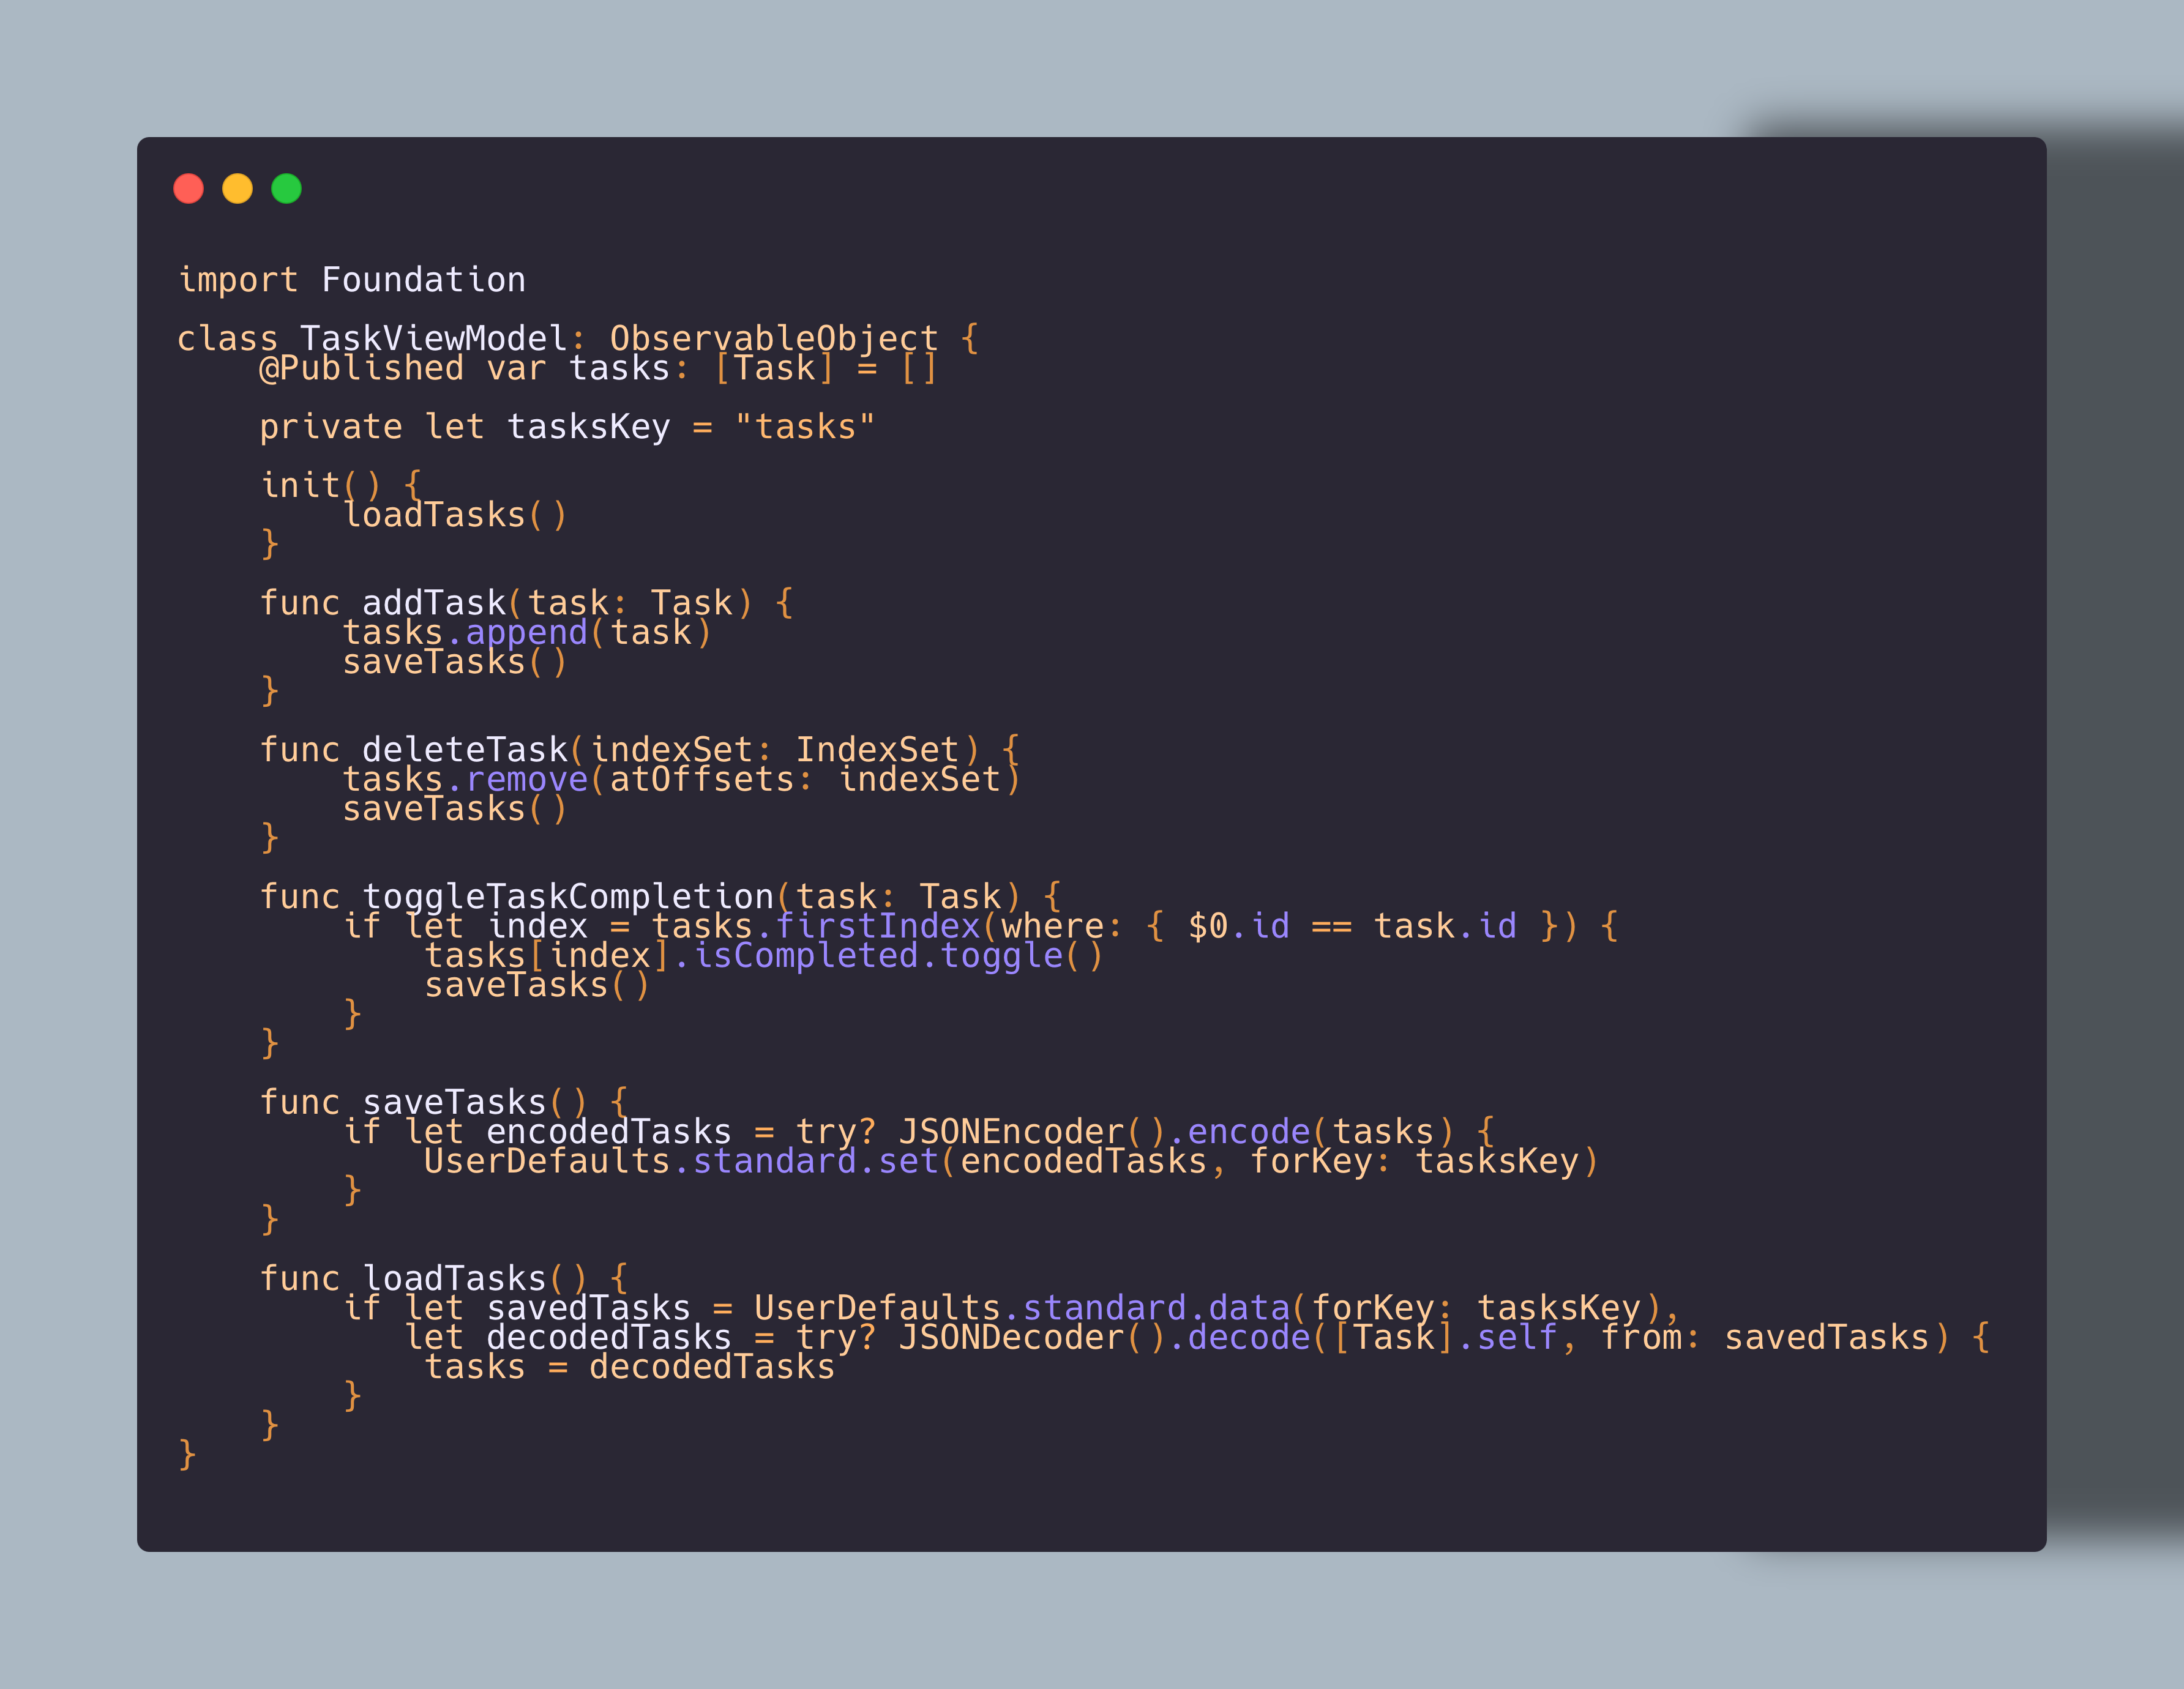 import Foundation
class TaskViewModel: ObservableObject {
    @Published var tasks: [Task] = []
    private let tasksKey = "tasks"
    init() {
        loadTasks()
    }
    func addTask(task: Task) {
        tasks.append(task)
        saveTasks()
    }
    func deleteTask(indexSet: IndexSet) {
        tasks.remove(atOffsets: indexSet)
        saveTasks()
    }
    func toggleTaskCompletion(task: Task) {
        if let index = tasks.firstIndex(where: { $0.id == task.id }) {
            tasks[index].isCompleted.toggle()
            saveTasks()
        }
    }
    func saveTasks() {
        if let encodedTasks = try? JSONEncoder().encode(tasks) {
            UserDefaults.standard.set(encodedTasks, forKey: tasksKey)
        }
    }
    func loadTasks() {
        if let savedTasks = UserDefaults.standard.data(forKey: tasksKey),
           let decodedTasks = try? JSONDecoder().decode([Task].self, from: savedTasks) {
            tasks = decodedTasks
        }
    }
}